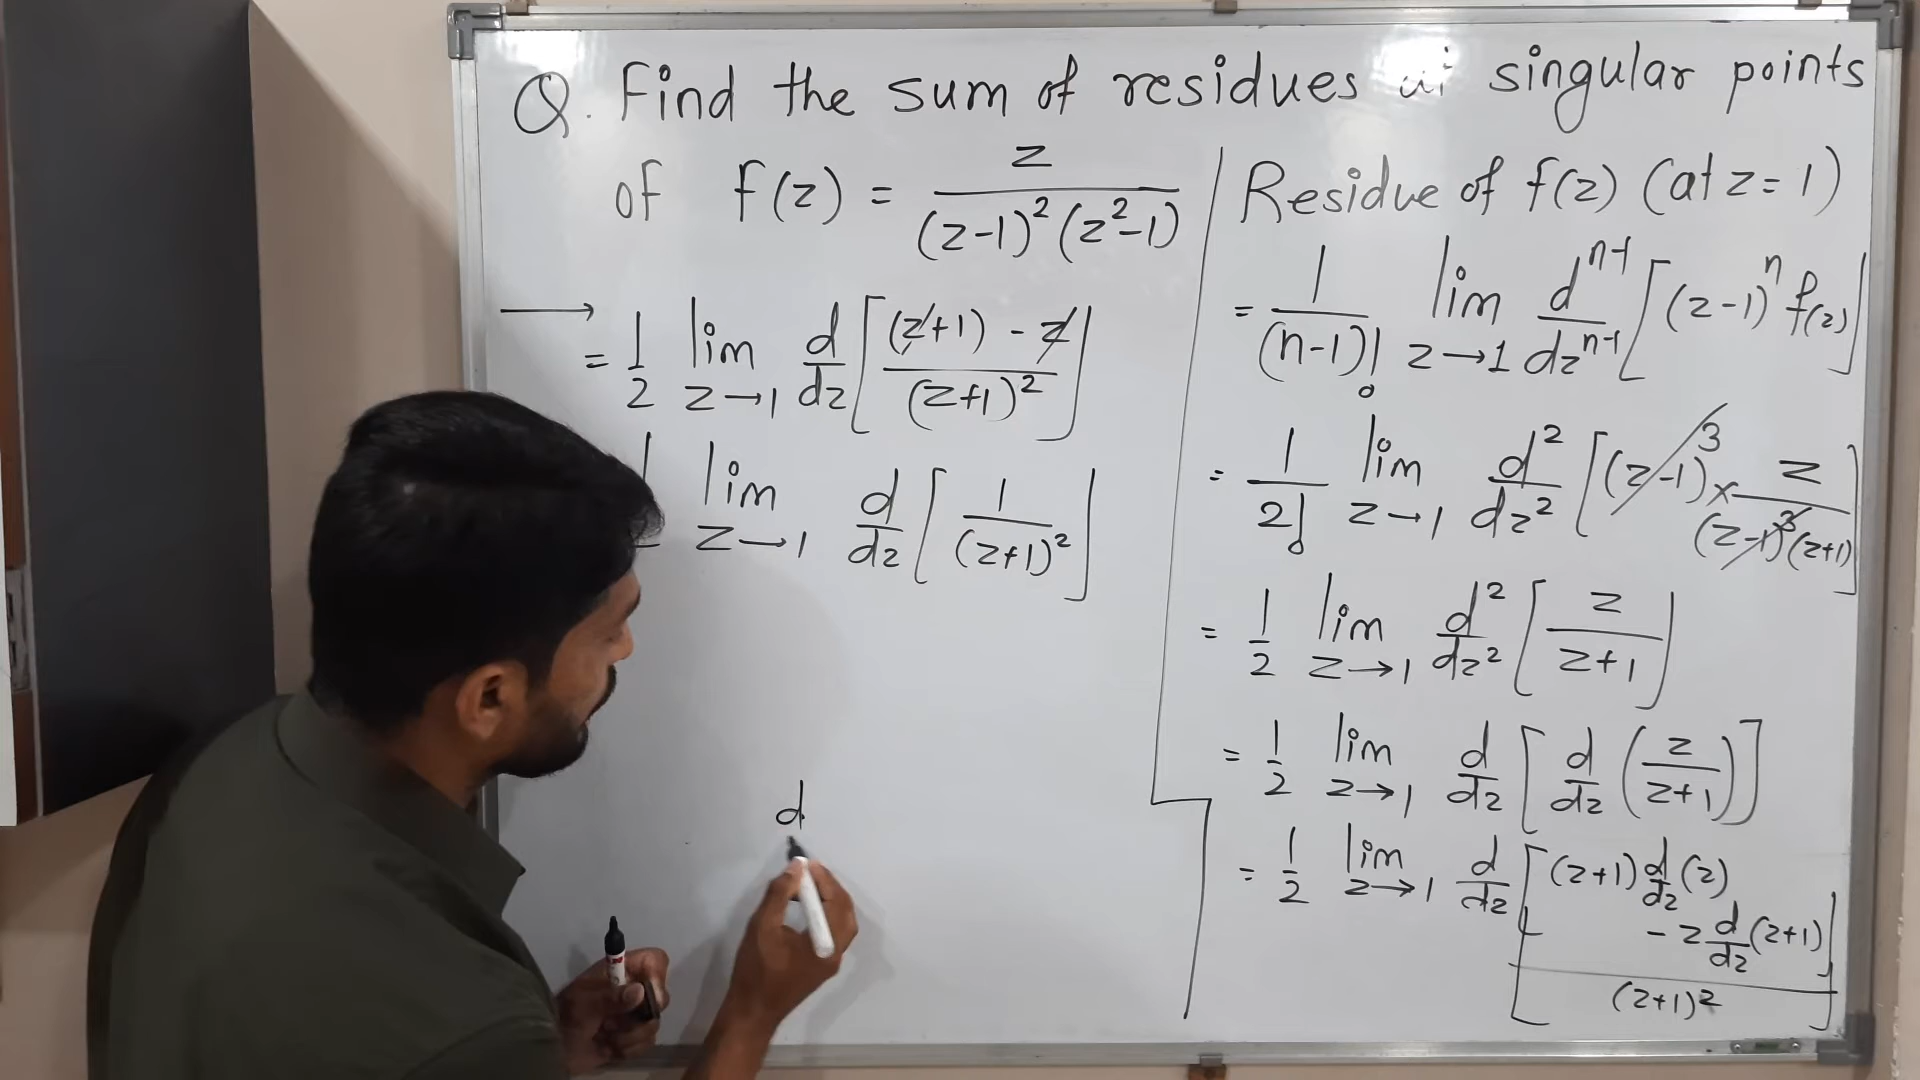 Q. Find the sum of residues singular points
of f(z) = z / (z-1)² (z²-1)
Residue of f(z) (at z = 1)
= 1/(n-1)! lim z→1 dⁿ⁻¹/dzⁿ⁻¹ [(z-1)ⁿ f(z)]
= 1/2! lim z→1 d²/dz² [(z-1)³ × z/(z-1)³(z+1)]
= 1/2 lim z→1 d²/dz² [z/z+1]
= 1/2 lim z→1 d/dz [d/dz (z/z+1)]
= 1/2 lim z→1 d/dz [(z+1) d/dz (z)
- z d/dz (z+1)
(z+1)²]
→
= 1/2 lim z→1 d/dz [(z+1) - z / (z+1)²]
lim z→1 d/dz [1/(z+1)²]
d